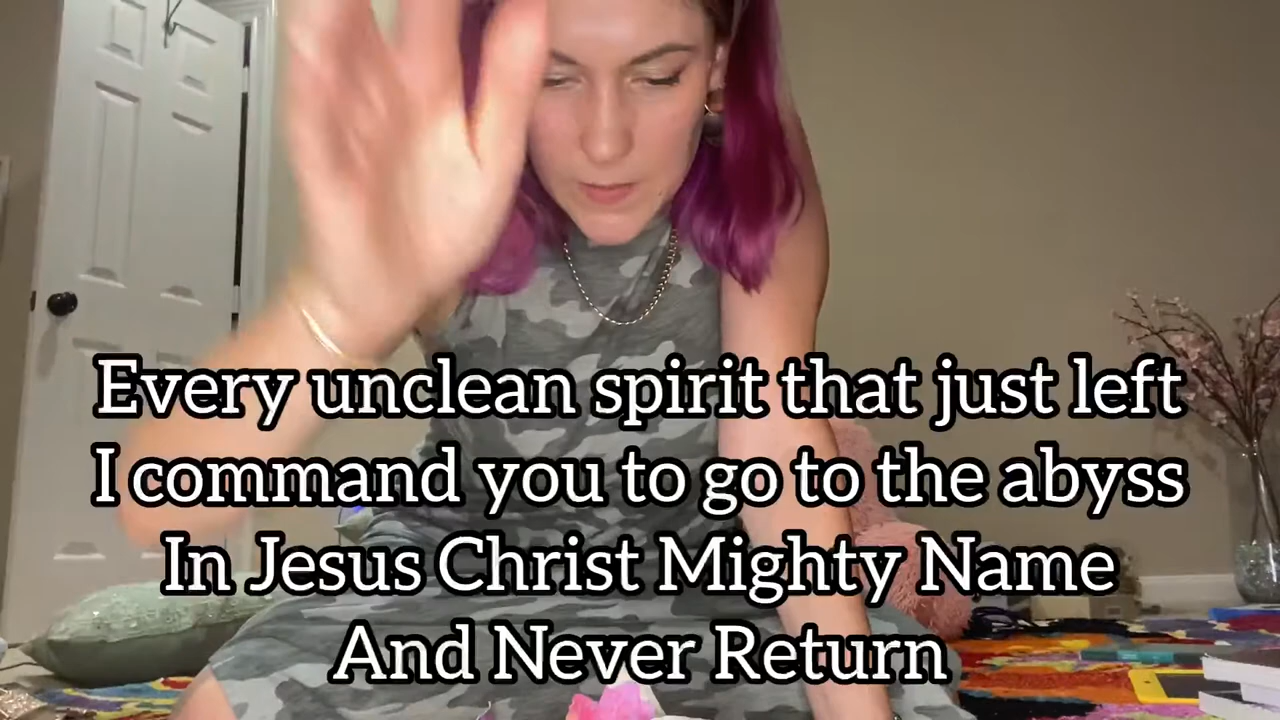 Every unclean spirit that just left
I command you to go to the abyss
In Jesus Christ Mighty Name
And Never Return